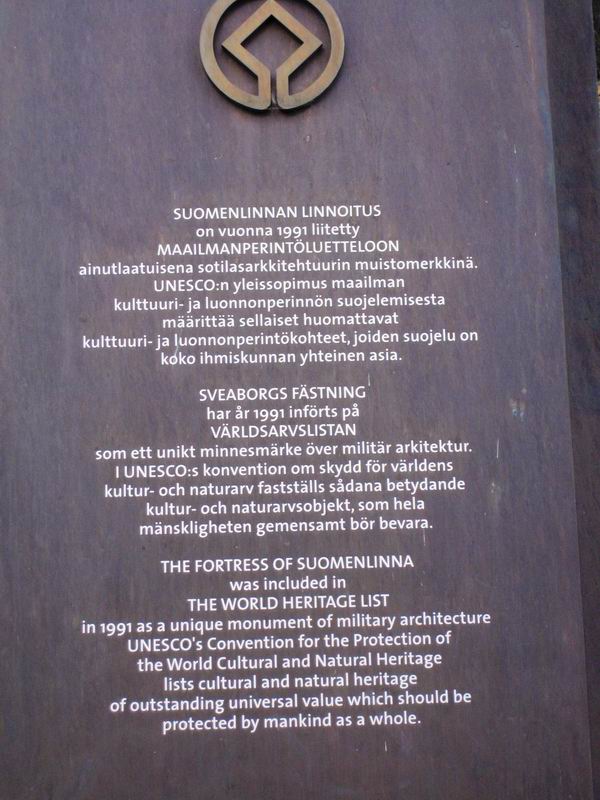 SUOMENLINNAN LINNOITUS
on vuonna 1991 liitetty
MAAILMANPERINTÖLUETTELOON
ainutlaatuisena sotilasarkkitehtuurin muistomerkkinä.
UNESCO:n yleissopimus maailman
kulttuuri- ja luonnonperinnön suojelemisesta
määrittää sellaiset huomattavat
kulttuuri- ja luonnonperintökohteet, joiden suojelu on
koko ihmiskunnan yhteinen asia.
SVEABORGS FÄSTNING
har år 1991 införts på
VÄRLDSARVSLISTAN
som ett unikt minnesmärke över militär arkitektur.
I UNESCO:s konvention om skydd för världens
kultur- och naturarv fastställs sådana betydande
kultur- och naturarvsobjekt, som hela
mänskligheten gemensamt bör bevara.
THE FORTRESS OF SUOMENLINNA
was included in
THE WORLD HERITAGE LIST
in 1991 as a unique monument of military architecture
UNESCO's Convention for the Protection of
the World Cultural and Natural Heritage
lists cultural and natural heritage
of outstanding universal value which should be
protected by mankind as a whole.